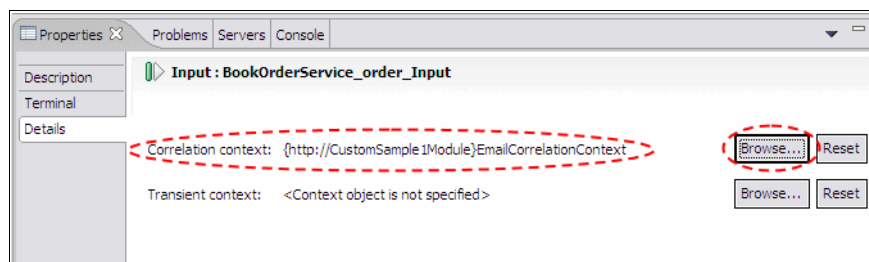 Properties Problems Servers Console
Input : BookOrderService_order_Input
Description
Terminal
Details
Correlation context: {http://CustomSample1Module}EmailCorrelationContext Browse... Reset
Transient context: <Context object is not specified> Browse... Reset